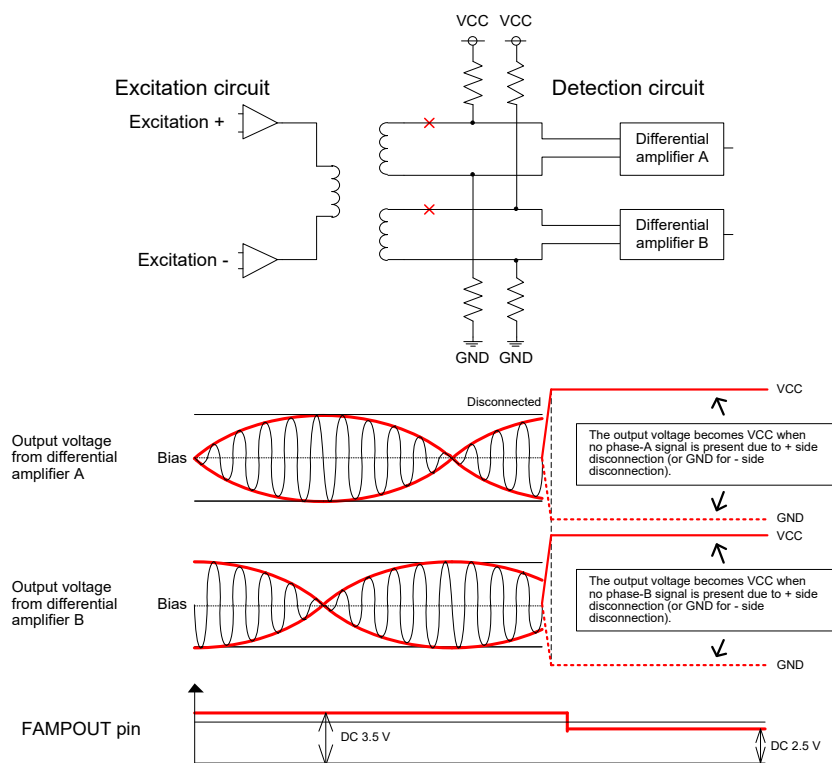 VCC VCC
Excitation circuit
Detection circuit
Excitation +
Differential
amplifier A
Differential
amplifier B
Excitation -
GND GND
Disconnected
VCC
Output voltage
from differential
amplifier A
Bias
The output voltage becomes VCC when
no phase-A signal is present due to + side
disconnection (or GND for - side
disconnection).
GND
VCC
Output voltage
from differential
amplifier B
Bias
The output voltage becomes VCC when
no phase-B signal is present due to + side
disconnection (or GND for - side
disconnection).
GND
FAMPOUT pin
DC 3.5 V
DC 2.5 V